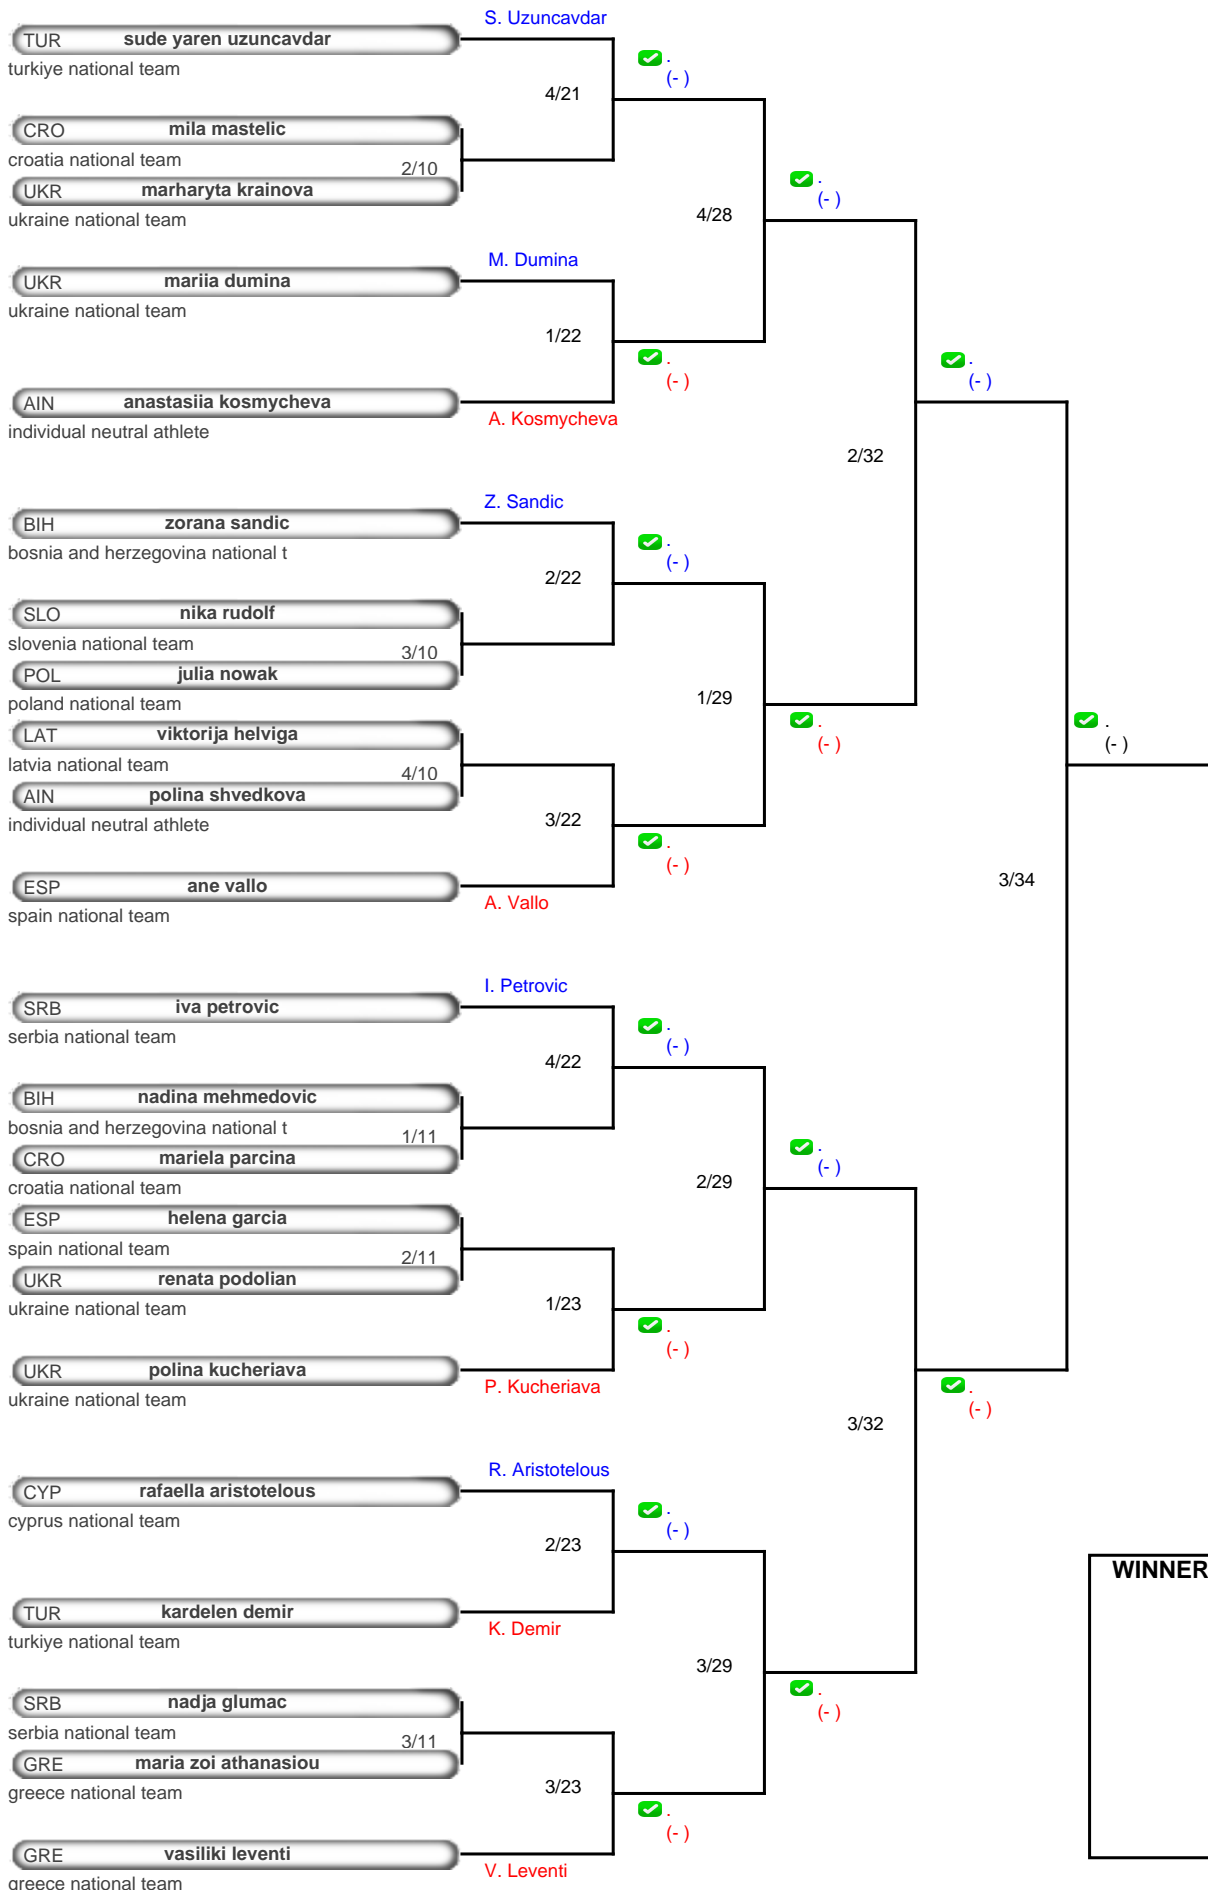 S. Uzuncavdar
TUR sude yaren uzuncavdar
turkiye national team
.
(- )
4/21
CRO mila mastelic
croatia national team
2/10
UKR marharyta krainova
ukraine national team
.
(- )
4/28
M. Dumina
UKR mariia dumina
ukraine national team
1/22
.
(- )
AIN anastasiia kosmycheva
individual neutral athlete
A. Kosmycheva
.
(- )
2/32
Z. Sandic
BIH zorana sandic
bosnia and herzegovina national t
.
(- )
2/22
SLO nika rudolf
slovenia national team
3/10
POL julia nowak
poland national team
1/29
LAT viktorija helviga
latvia national team
4/10
.
(- )
.
(- )
AIN polina shvedkova
individual neutral athlete
3/22
.
(- )
ESP ane vallo
spain national team
A. Vallo
3/34
I. Petrovic
SRB iva petrovic
serbia national team
.
(- )
4/22
BIH nadina mehmedovic
bosnia and herzegovina national t
1/11
CRO mariela parcina
croatia national team
.
(- )
2/29
ESP helena garcia
spain national team
2/11
UKR renata podolian
ukraine national team
1/23
.
(- )
UKR polina kucheriava
ukraine national team
P. Kucheriava
.
(- )
3/32
R. Aristotelous
CYP rafaella aristotelous
cyprus national team
.
(- )
2/23
WINNER
TUR kardelen demir
turkiye national team
K. Demir
3/29
SRB nadja glumac
serbia national team
3/11
.
(- )
GRE maria zoi athanasiou
greece national team
3/23
.
(- )
GRE vasiliki leventi
greece national team
V. Leventi